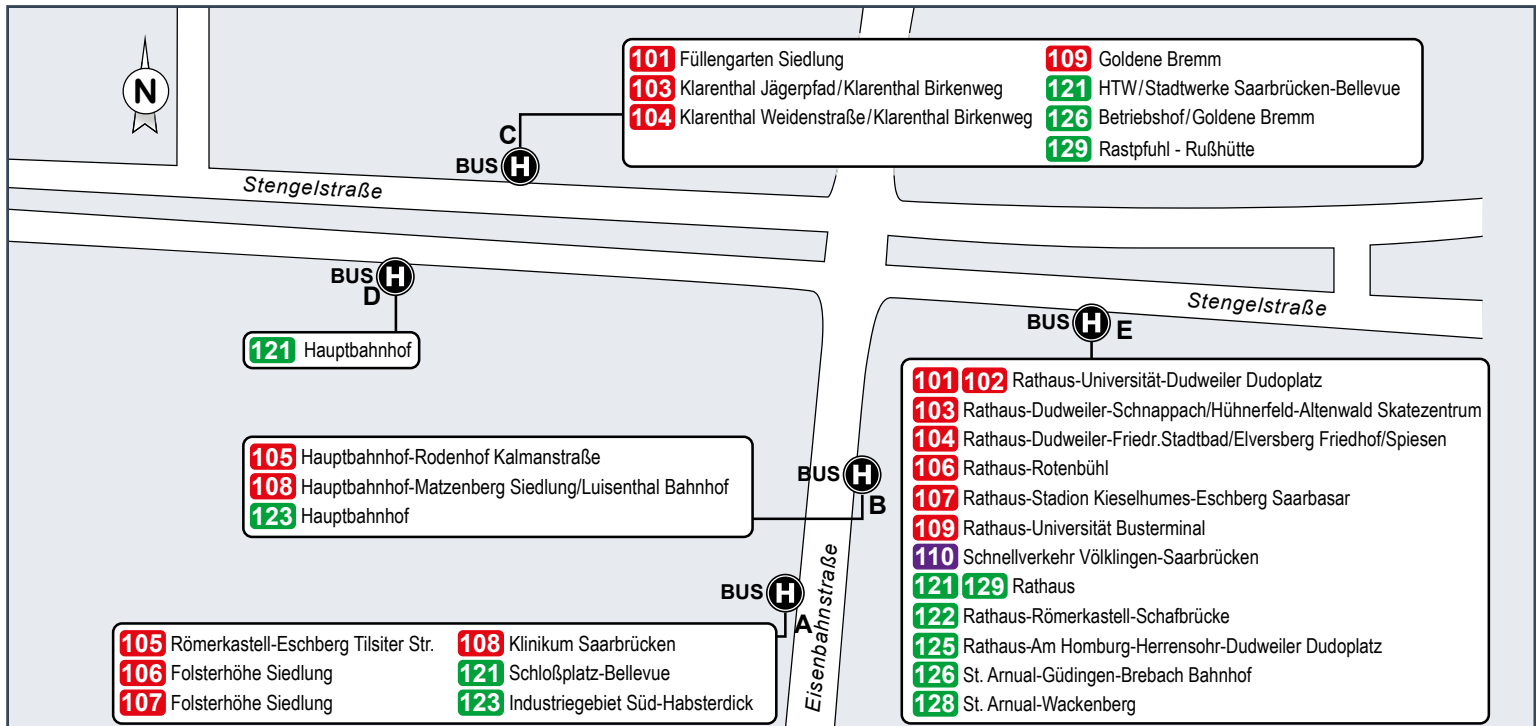 N
C
BUS H
101 Füllengarten Siedlung
103 Klarenthal Jägerpfad/Klarenthal Birkenweg
104 Klarenthal Weidenstraße/Klarenthal Birkenweg
109 Goldene Bremm
121 HTW/Stadtwerke Saarbrücken-Bellevue
126 Betriebshof/Goldene Bremm
129 Rastpfuhl - Rußhütte
Stengelstraße
BUS H
D
121 Hauptbahnhof
Stengelstraße
BUS H E
101 102 Rathaus-Universität-Dudweiler Dudoplatz
103 Rathaus-Dudweiler-Schnappach/Hühnerfeld-Altenwald Skatezentrum
104 Rathaus-Dudweiler-Friedr.Stadtbad/Elversberg Friedhof/Spiesen
106 Rathaus-Rotenbühl
107 Rathaus-Stadion Kieselhumes-Eschberg Saarbasar
109 Rathaus-Universität Busterminal
110 Schnellverkehr Völklingen-Saarbrücken
121 129 Rathaus
122 Rathaus-Römerkastell-Schafbrücke
125 Rathaus-Am Homburg-Herrensohr-Dudweiler Dudoplatz
126 St. Arnual-Güdingen-Brebach Bahnhof
128 St. Arnual-Wackenberg
105 Hauptbahnhof-Rodenhof Kalmanstraße
108 Hauptbahnhof-Matzenberg Siedlung/Luisenthal Bahnhof
123 Hauptbahnhof
BUS H
B
Eisenbahnstraße
BUS H
A
105 Römerkastell-Eschberg Tilsiter Str.
106 Folsterhöhe Siedlung
107 Folsterhöhe Siedlung
108 Klinikum Saarbrücken
121 Schloßplatz-Bellevue
123 Industriegebiet Süd-Habsterdick